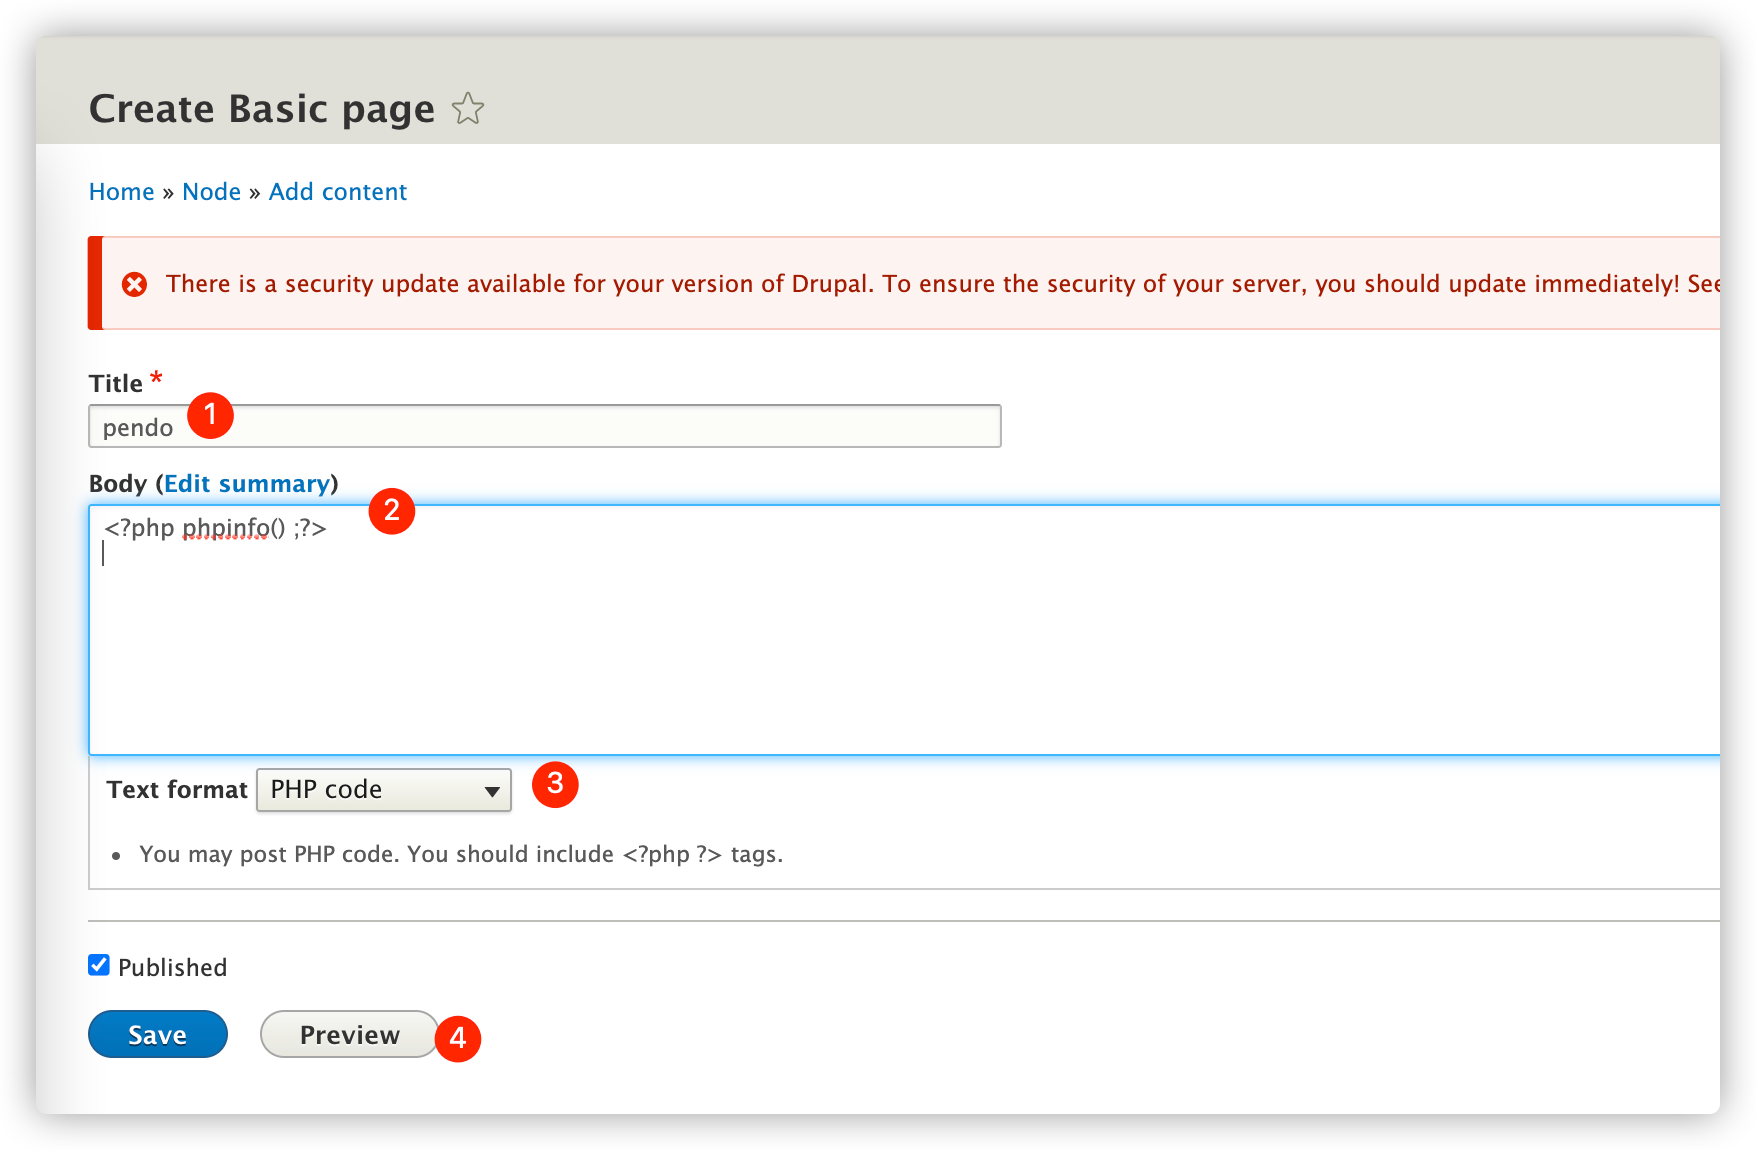 Create Basic page
Home » Node » Add content
There is a security update available for your version of Drupal. To ensure the security of your server, you should update immediately! See
Title *
pendo 1
Body (Edit summary)
2
<?php phpinfo() ;?>
Text format PHP code 3
• You may post PHP code. You should include <?php ?> tags.
Published
Save Preview 4